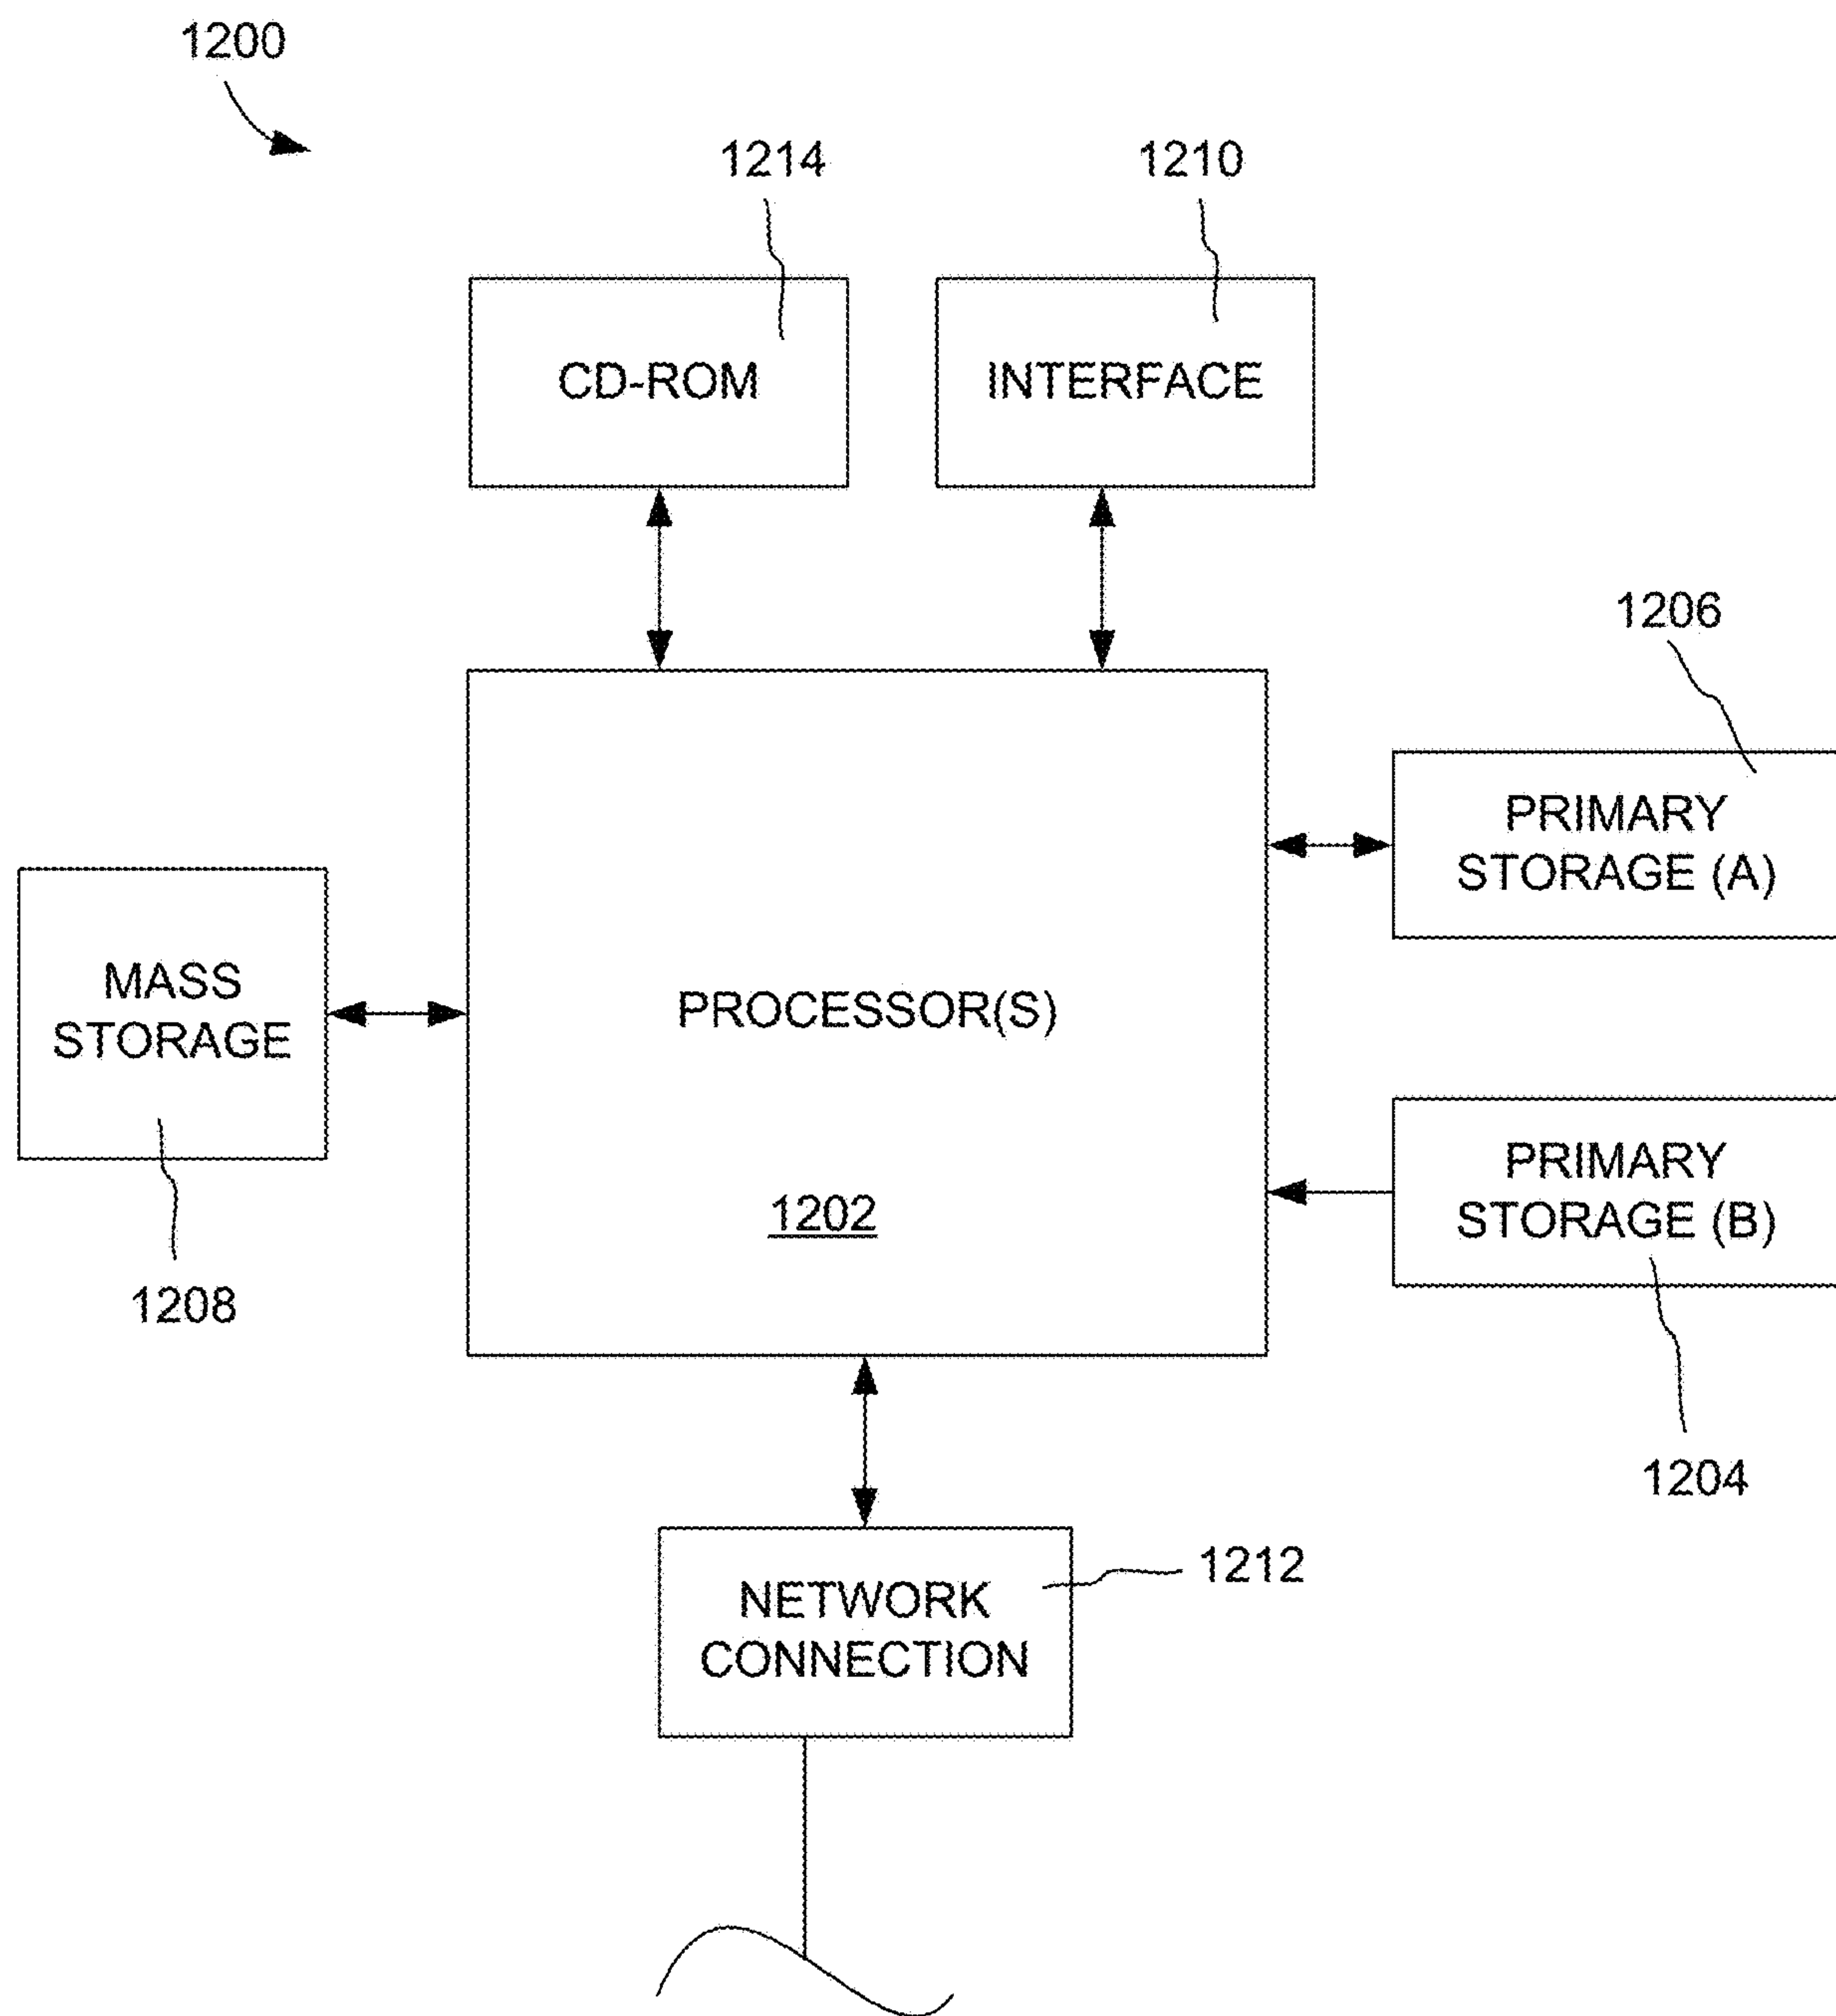 1200
1214
1210
CD-ROM
INTERFACE
1206
PRIMARY
STORAGE (A)
MASS
STORAGE
PROCESSOR(S)
1202
PRIMARY
STORAGE (B)
1208
1204
1212
NETWORK
CONNECTION